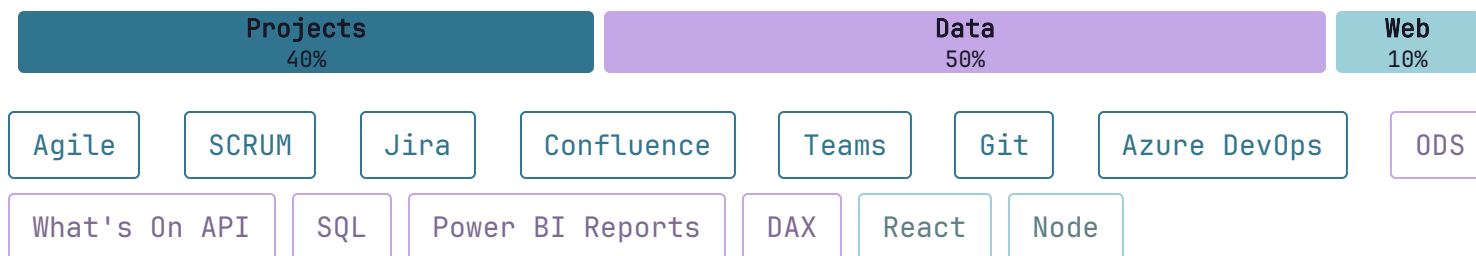 Projects Data Web
40% 50% 10%
Agile SCRUM Jira Confluence Teams Git Azure DevOps ODS
What's On API SQL Power BI Reports DAX React Node